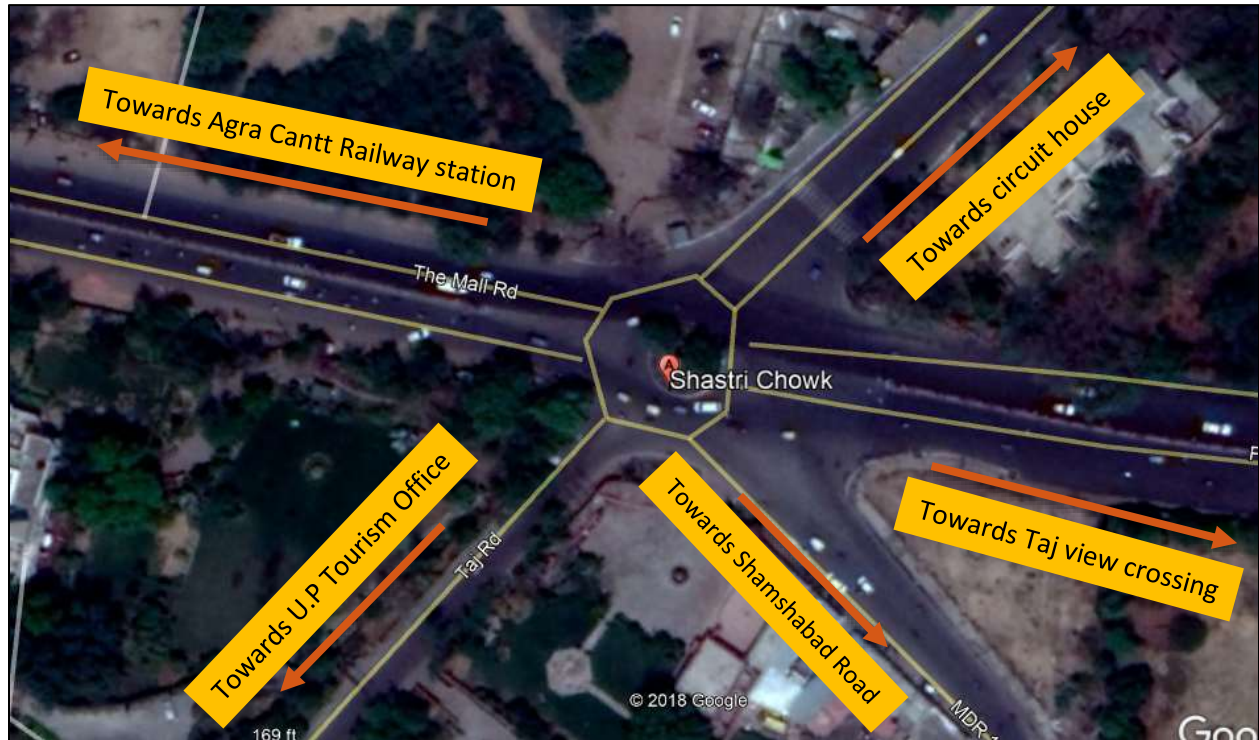 Towards Agra Cantt Railway station
Towards circuit house
The Mall Rd
A
Shastri Chowk
Towards U.P Tourism Office
Taj Rd
Towards Shamshabad Road
Towards Taj view crossing
© 2018 Google
169 ft
MDR
Goo